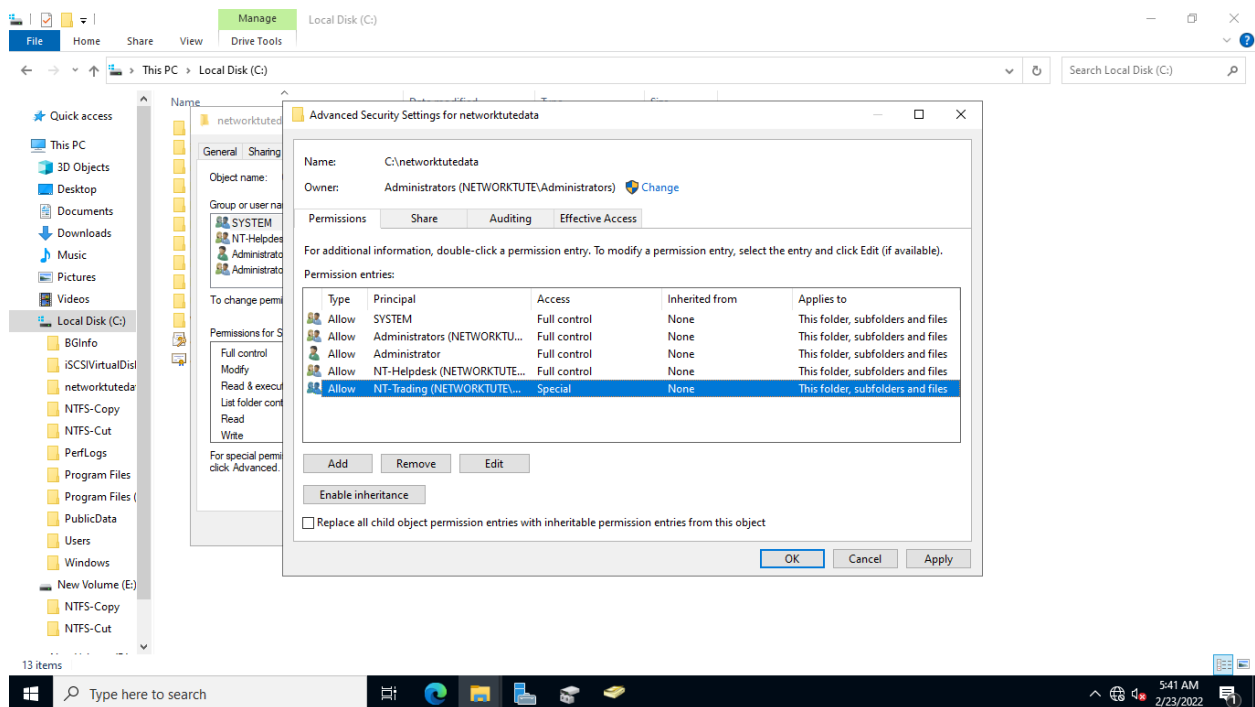 Manage
Local Disk (C:)
File
Home
Share
View
Drive Tools
This PC > Local Disk (C:)
Search Local Disk (C:)
Quick access
This PC
3D Objects
Desktop
Documents
Downloads
Music
Pictures
Videos
Local Disk (C:)
BGInfo
iSCSIVirtualDisl
networktutedat
NTFS-Copy
NTFS-Cut
PerfLogs
Program Files
Program Files (
PublicData
Users
Windows
New Volume (E:)
NTFS-Copy
NTFS-Cut
13 items
Name
networktuted
General Sharing
Object name:
Group or user na
SYSTEM
NT-Helpdes
Administrato
Administrato
To change permi
Permissions for S
Full control
Modify
Read & execut
List folder cont
Read
Write
For special permi
click Advanced.
Advanced Security Settings for networktutedata
Name: C:\networktutedata
Owner: Administrators (NETWORKTUTE\Administrators) Change
Permissions Share Auditing Effective Access
For additional information, double-click a permission entry. To modify a permission entry, select the entry and click Edit (if available).
Permission entries:
Type Principal Access Inherited from Applies to
Allow SYSTEM Full control None This folder, subfolders and files
Allow Administrators (NETWORKTU... Full control None This folder, subfolders and files
Allow Administrator Full control None This folder, subfolders and files
Allow NT-Helpdesk (NETWORKTUTE... Full control None This folder, subfolders and files
Allow NT-Trading (NETWORKTUTE\... Special None This folder, subfolders and files
Add Remove Edit
Enable inheritance
Replace all child object permission entries with inheritable permission entries from this object
OK Cancel Apply
Type here to search
5:41 AM
2/23/2022